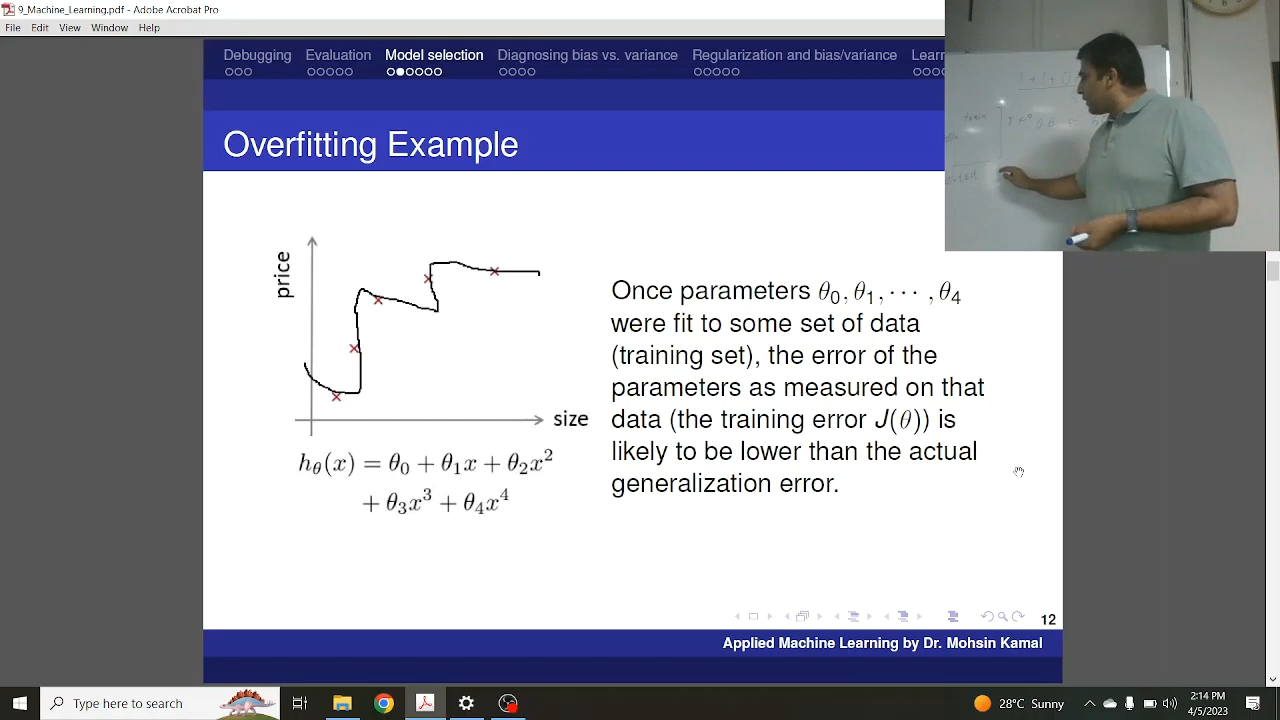 9_Machine_Learning.pdf - Adobe Acrobat Pro
File Edit View Window Help
Debugging Evaluation Model selection Diagnosing bias vs. variance Regularization and bias/variance Learn
Overfitting Example
price
size
hθ(x) = θ0 + θ1x + θ2x²
+ θ3x³ + θ4x⁴
Once parameters θ0, θ1, ⋯ , θ4
were fit to some set of data
(training set), the error of the
parameters as measured on that
data (the training error J(θ)) is
likely to be lower than the actual
generalization error.
12
Applied Machine Learning by Dr. Mohsin Kamal
Type here to search
28°C Sunny
2:14 PM
4/5/2023